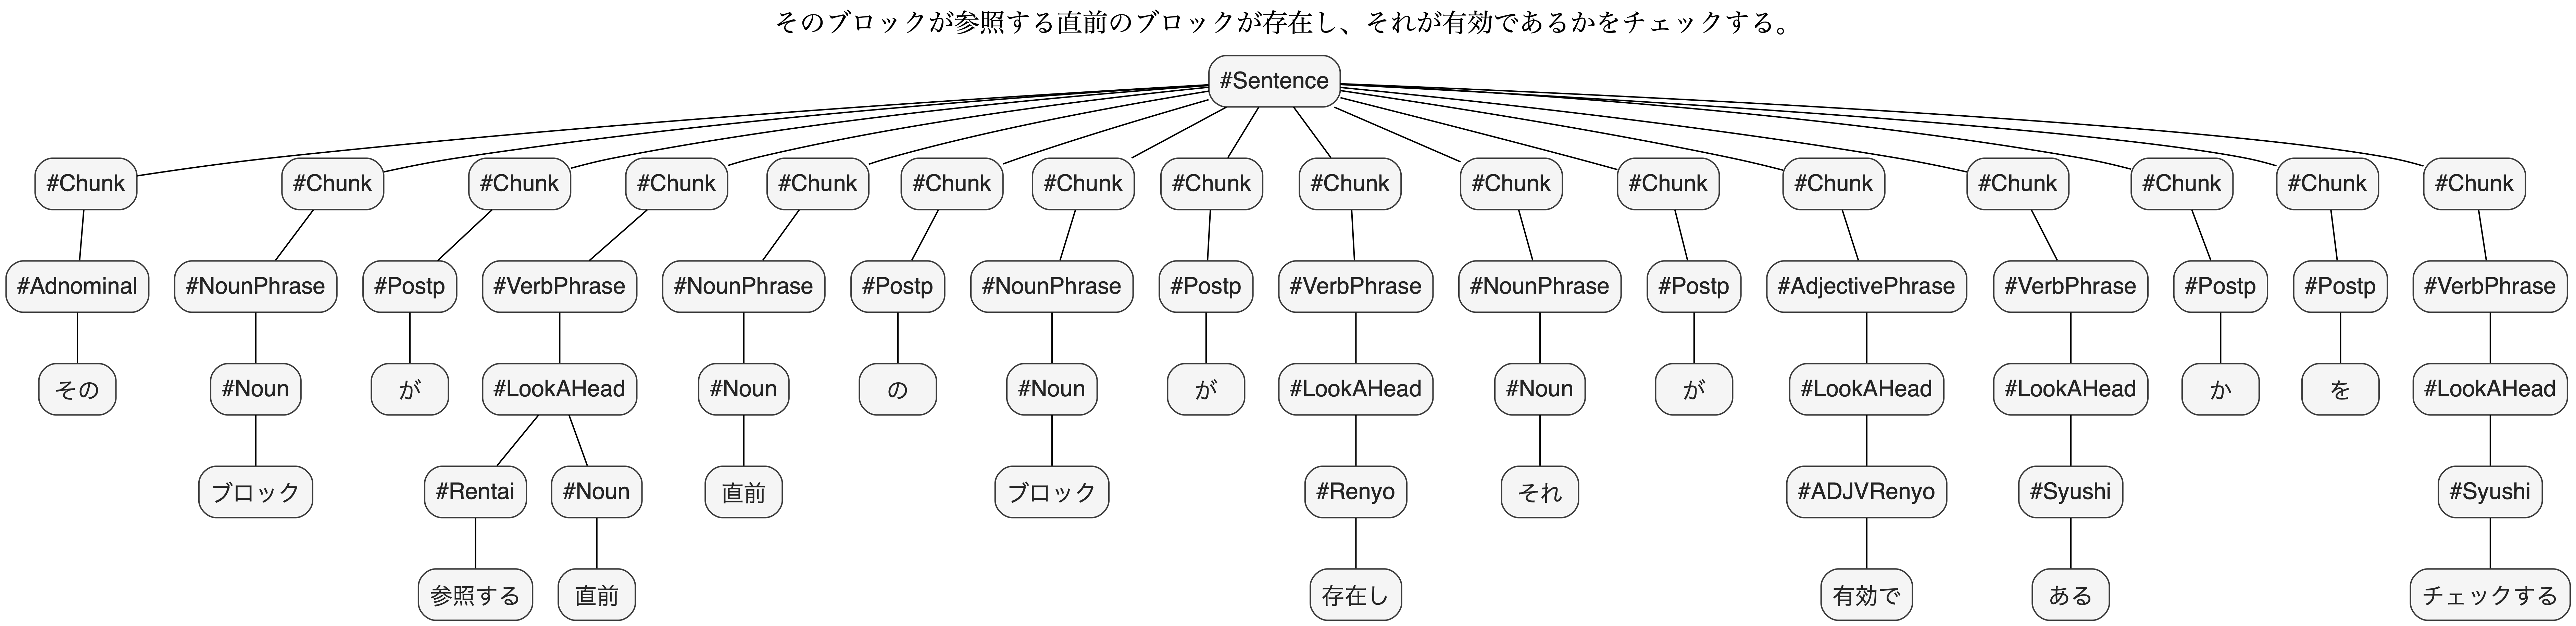 そのブロックが参照する直前のブロックが存在し、それが有効であるかをチェックする。
#Sentence
#Chunk #Chunk #Chunk #Chunk #Chunk #Chunk #Chunk #Chunk #Chunk #Chunk #Chunk #Chunk #Chunk #Chunk #Chunk #Chunk
#Adnominal #NounPhrase #Postp #VerbPhrase #NounPhrase #Postp #NounPhrase #Postp #VerbPhrase #NounPhrase #Postp #AdjectivePhrase #VerbPhrase #Postp #Postp #VerbPhrase
その #Noun が #LookAHead #Noun の #Noun が #LookAHead #Noun が #LookAHead #LookAHead か を #LookAHead
ブロック #Rentai #Noun 直前 ブロック #Renyo それ #ADJVRenyo #Syushi #Syushi
参照する 直前 存在し 有効で ある チェックする